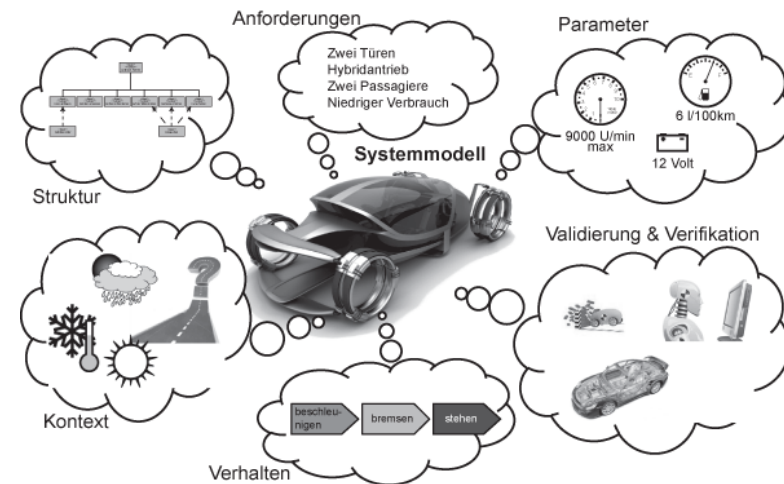 Anforderungen
Zwei Türen
Hybridantrieb
Zwei Passagiere
Niedriger Verbrauch
Parameter
6 l/100km
9000 U/min
max
12 Volt
Systemmodell
Struktur
Validierung & Verifikation
Kontext
beschleu-
nigen
bremsen
stehen
Verhalten